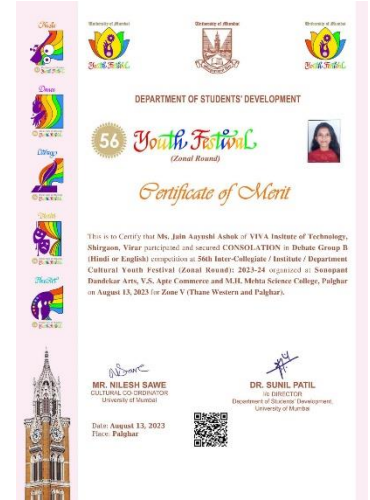 Music
University of Mumbai
Youth Festival
University of Mumbai
University of Mumbai
Youth Festival
Dance
DEPARTMENT OF STUDENTS' DEVELOPMENT
56 Youth Festival
(Zonal Round)
Literary
Certificate of Merit
Theatre
Fine Art
This is to Certify that Ms. Jain Aayushi Ashok of VIVA Insitute of Technology,
Shirgaon, Virar participated and secured CONSOLATION in Debate Group B
(Hindi or English) competition at 56th Inter-Collegiate / Institute / Department
Cultural Youth Festival (Zonal Round): 2023-24 organized at Sonopant
Dandekar Arts, V.S. Apte Commerce and M.H. Mehta Science College, Palghar
on August 13, 2023 for Zone V (Thane Western and Palghar).
MR. NILESH SAWE
CULTURAL CO-ORDINATOR
University of Mumbai
DR. SUNIL PATIL
I/c DIRECTOR
Department of Students' Development,
University of Mumbai
Date: August 13, 2023
Place: Palghar